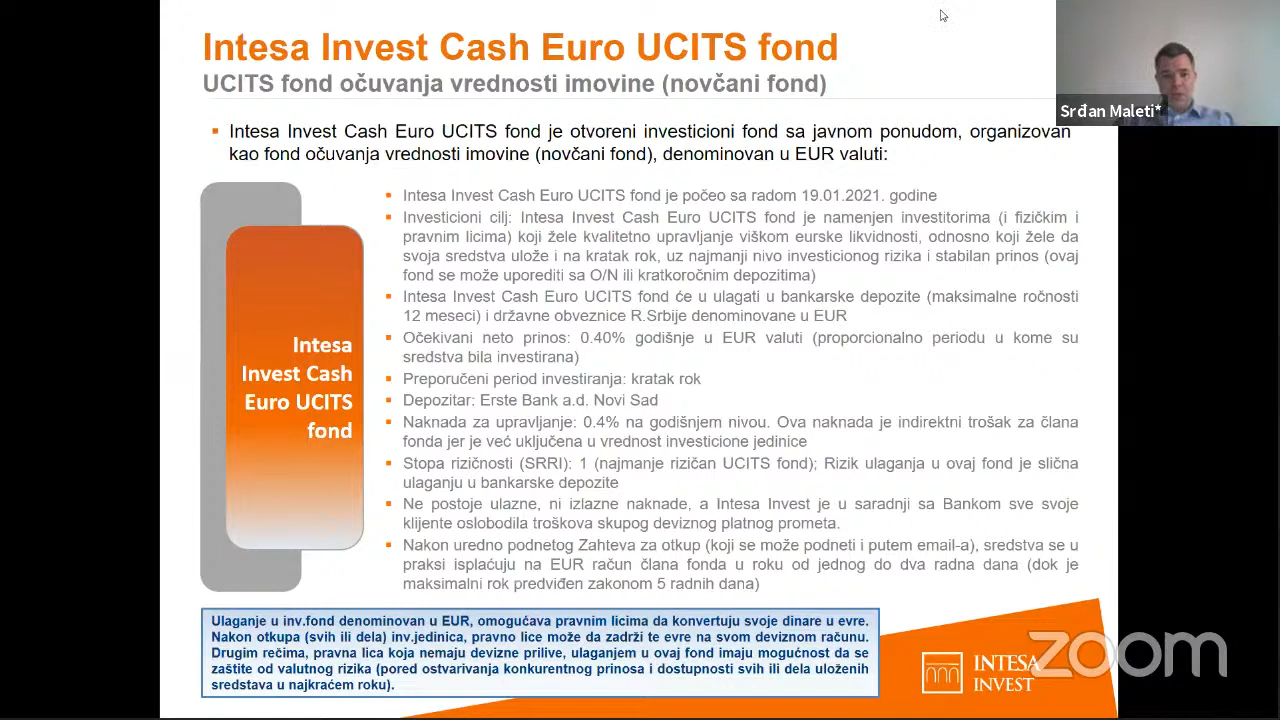 Intesa Invest Cash Euro UCITS fond
UCITS fond očuvanja vrednosti imovine (novčani fond)
Srđan Maleti*
▪ Intesa Invest Cash Euro UCITS fond je otvoreni investicioni fond sa javnom ponudom, organizovan
kao fond očuvanja vrednosti imovine (novčani fond), denominovan u EUR valuti:
Intesa
Invest Cash
Euro UCITS
fond
▪ Intesa Invest Cash Euro UCITS fond je počeo sa radom 19.01.2021. godine
▪ Investicioni cilj: Intesa Invest Cash Euro UCITS fond je namenjen investitorima (i fizičkim i
pravnim licima) koji žele kvalitetno upravljanje viškom eurske likvidnosti, odnosno koji žele da
svoja sredstva ulože i na kratak rok, uz najmanji nivo investicionog rizika i stabilan prinos (ovaj
fond se može uporediti sa O/N ili kratkoročnim depozitima)
▪ Intesa Invest Cash Euro UCITS fond će u ulagati u bankarske depozite (maksimalne ročnosti
12 meseci) i državne obveznice R.Srbije denominovane u EUR
▪ Očekivani neto prinos: 0.40% godišnje u EUR valuti (proporcionalno periodu u kome su
sredstva bila investirana)
▪ Preporučeni period investiranja: kratak rok
▪ Depozitar: Erste Bank a.d. Novi Sad
▪ Naknada za upravljanje: 0.4% na godišnjem nivou. Ova naknada je indirektni trošak za člana
fonda jer je već uključena u vrednost investicione jedinice
▪ Stopa rizičnosti (SRRI): 1 (najmanje rizičan UCITS fond); Rizik ulaganja u ovaj fond je slična
ulaganju u bankarske depozite
▪ Ne postoje ulazne, ni izlazne naknade, a Intesa Invest je u saradnji sa Bankom sve svoje
klijente oslobodila troškova skupog deviznog platnog prometa.
▪ Nakon uredno podnetog Zahteva za otkup (koji se može podneti i putem email-a), sredstva se u
praksi isplaćuju na EUR račun člana fonda u roku od jednog do dva radna dana (dok je
maksimalni rok predviđen zakonom 5 radnih dana)
Ulaganje u inv.fond denominovan u EUR, omogućava pravnim licima da konvertuju svoje dinare u evre.
Nakon otkupa (svih ili dela) inv.jedinica, pravno lice može da zadrži te evre na svom deviznom računu.
Drugim rečima, pravna lica koja nemaju devizne prilive, ulaganjem u ovaj fond imaju mogućnost da se
zaštite od valutnog rizika (pored ostvarivanja konkurentnog prinosa i dostupnosti svih ili dela uloženih
sredstava u najkraćem roku).
INTESA
INVEST
zoom